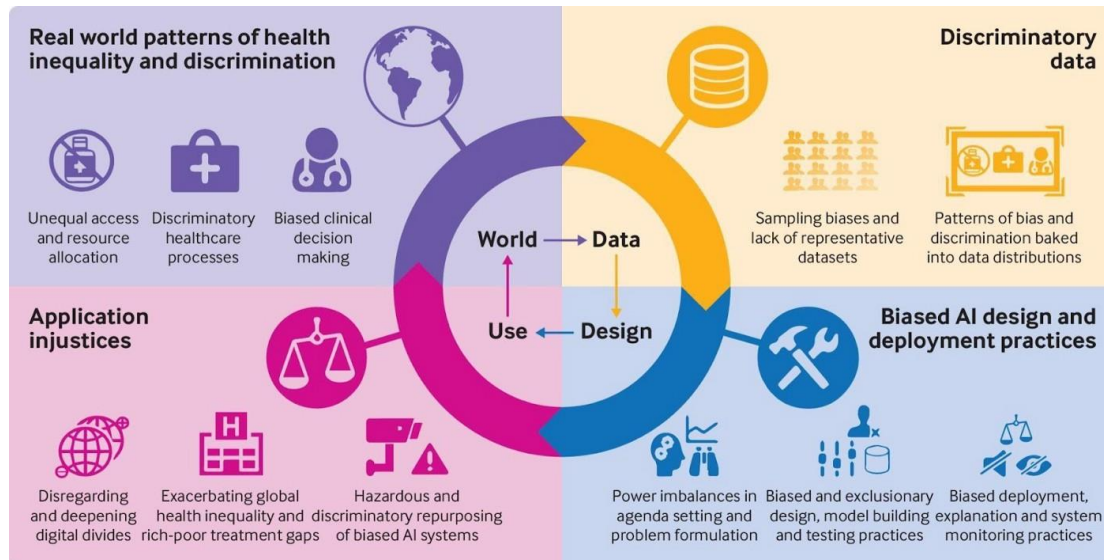 Real world patterns of health
inequality and discrimination
Unequal access
and resource
allocation
Discriminatory
healthcare
processes
Biased clinical
decision
making
Discriminatory
data
Sampling biases and
lack of representative
datasets
Patterns of bias and
discrimination baked
into data distributions
World
Data
Use
Design
Application
injustices
H
Disregarding
and deepening
digital divides
Exacerbating global
health inequality and
rich-poor treatment gaps
Hazardous and
discriminatory repurposing
of biased AI systems
Biased AI design and
deployment practices
Power imbalances in
agenda setting and
problem formulation
Biased and exclusionary
design, model building
and testing practices
Biased deployment,
explanation and system
monitoring practices